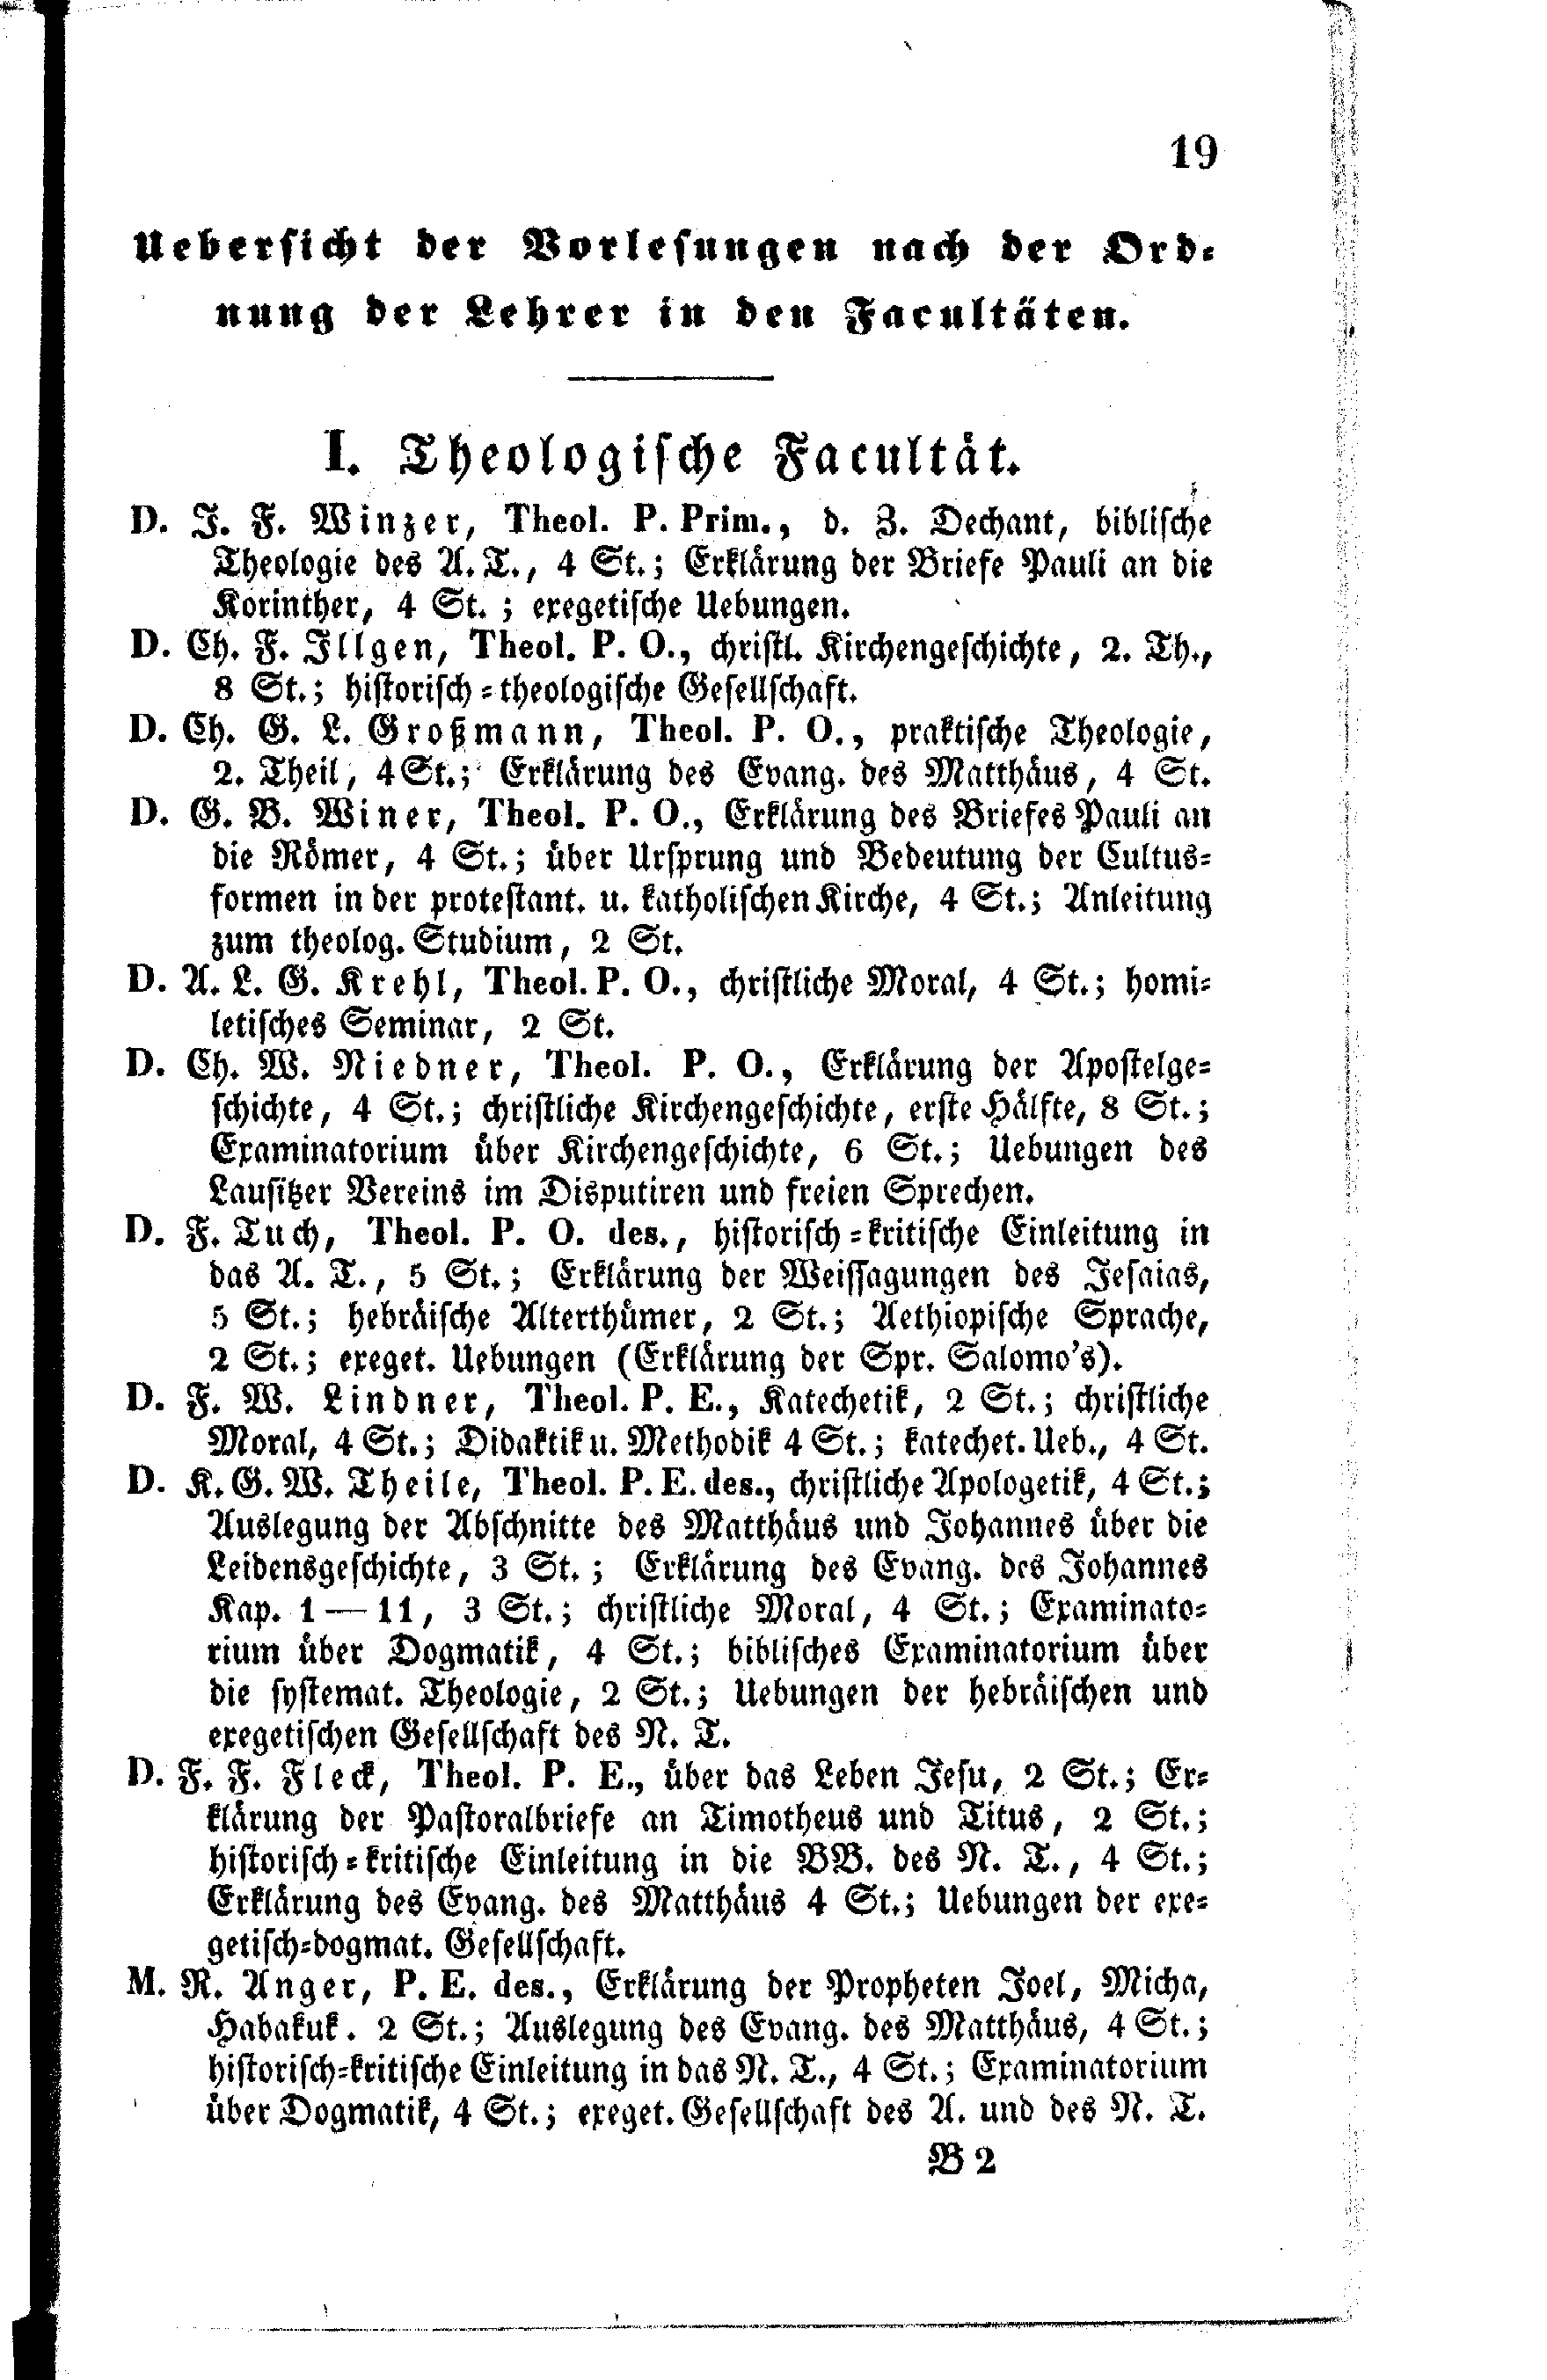 19
Uebersicht der Vorlesungen nach der Ord-
nung der Lehrer in den Facultäten.
I. Theologische Facultät.
D. J. F. Winzer, Theol. P. Prim., d. Z. Dechant, biblische
Theologie des A. T., 4 St.; Erklärung der Briefe Pauli an die
Korinther, 4 St.; exegetische Uebungen.
D. Ch. F. Illgen, Theol. P. O., christl. Kirchengeschichte, 2. Th.,
8 St.; historisch-theologische Gesellschaft.
D. Ch. G. L. Großmann, Theol. P. O., praktische Theologie,
2. Theil, 4 St.; Erklärung des Evang. des Matthäus, 4 St.
D. G. B. Winer, Theol. P. O., Erklärung des Briefes Pauli an
die Römer, 4 St.; über Ursprung und Bedeutung der Cultus-
formen in der protestant. u. katholischen Kirche, 4 St.; Anleitung
zum theolog. Studium, 2 St.
D. A. L. G. Krehl, Theol. P. O., christliche Moral, 4 St.; homi-
letisches Seminar, 2 St.
D. Ch. W. Niedner, Theol. P. O., Erklärung der Apostelge-
schichte, 4 St.; christliche Kirchengeschichte, erste Hälfte, 8 St.;
Examinatorium über Kirchengeschichte, 6 St.; Uebungen des
Lausitzer Vereins im Disputiren und freien Sprechen.
D. F. Tuch, Theol. P. O. des., historisch-kritische Einleitung in
das A. T., 5 St.; Erklärung der Weissagungen des Jesaias,
5 St.; hebräische Alterthümer, 2 St.; Aethiopische Sprache,
2 St.; exeget. Uebungen (Erklärung der Spr. Salomo's).
D. F. W. Lindner, Theol. P. E., Katechetik, 2 St.; christliche
Moral, 4 St.; Didaktik u. Methodik 4 St.; katechet. Ueb., 4 St.
D. K. G. W. Theile, Theol. P. E. des., christliche Apologetik, 4 St.;
Auslegung der Abschnitte des Matthäus und Johannes über die
Leidensgeschichte, 3 St.; Erklärung des Evang. des Johannes
Kap. 1—11, 3 St.; christliche Moral, 4 St.; Examinato-
rium über Dogmatik, 4 St.; biblisches Examinatorium über
die systemat. Theologie, 2 St.; Uebungen der hebräischen und
exegetischen Gesellschaft des N. T.
D. F. F. Fleck, Theol. P. E., über das Leben Jesu, 2 St.; Er-
klärung der Pastoralbriefe an Timotheus und Titus, 2 St.;
historisch-kritische Einleitung in die BB. des N. T., 4 St.;
Erklärung des Evang. des Matthäus 4 St.; Uebungen der exe-
getisch-dogmat. Gesellschaft.
M. R. Anger, P. E. des., Erklärung der Propheten Joel, Micha,
Habakuk. 2 St.; Auslegung des Evang. des Matthäus, 4 St.;
historisch-kritische Einleitung in das N. T., 4 St.; Examinatorium
über Dogmatik, 4 St.; exeget. Gesellschaft des A. und des N. T.
B 2